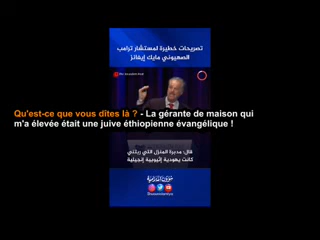 تصريحات خطيرة لمستشار ترامب
الصهيوني مايك إيفانز
Qu'est-ce que vous dites là ? - La gérante de maison qui
m'a élevée était une juive éthiopienne évangélique !
قال: مديرة المنزل التي ربتني
كانت يهودية إثيوبية إنجيلية